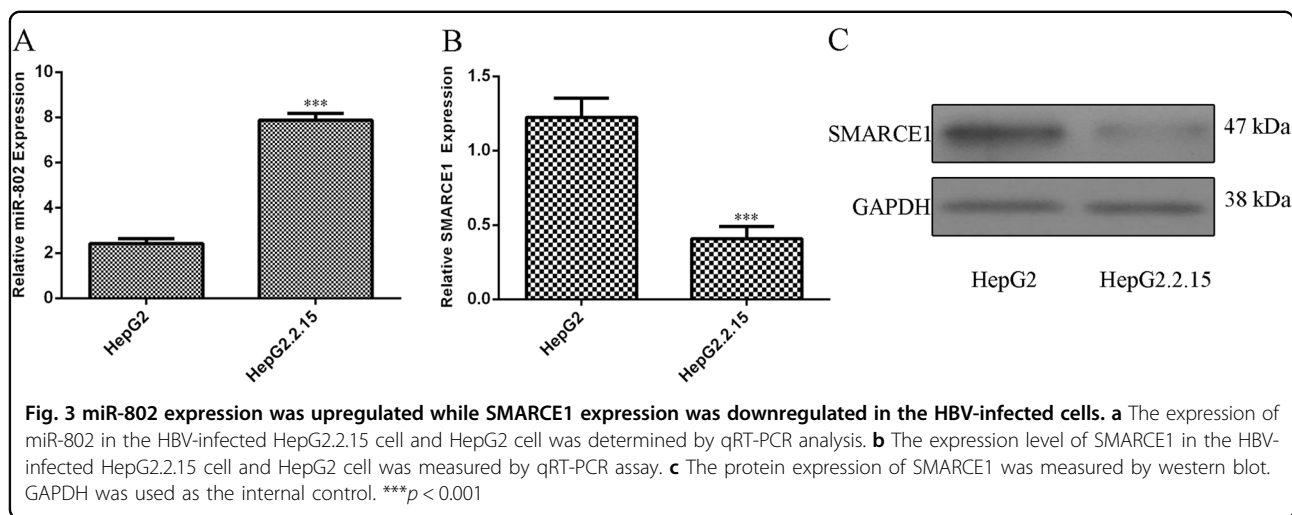 A
Relative miR-802 Expression
10
8
6
4
2
0
***
HepG2
HepG2.2.15
B
Relative SMARCE1 Expression
1.5
1.0
0.5
0.0
***
HepG2
HepG2.2.15
C
SMARCE1
47 kDa
GAPDH
38 kDa
HepG2
HepG2.2.15
Fig. 3 miR-802 expression was upregulated while SMARCE1 expression was downregulated in the HBV-infected cells. a The expression of
miR-802 in the HBV-infected HepG2.2.15 cell and HepG2 cell was determined by qRT-PCR analysis. b The expression level of SMARCE1 in the HBV-
infected HepG2.2.15 cell and HepG2 cell was measured by qRT-PCR assay. c The protein expression of SMARCE1 was measured by western blot.
GAPDH was used as the internal control. ***p < 0.001